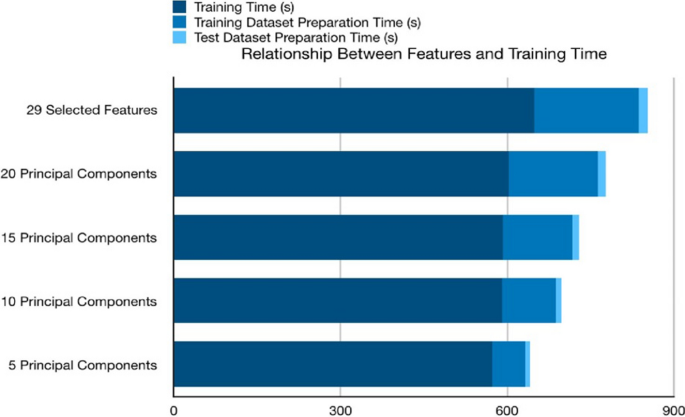 Training Time (s)
Training Dataset Preparation Time (s)
Test Dataset Preparation Time (s)
Relationship Between Features and Training Time
29 Selected Features
20 Principal Components
15 Principal Components
10 Principal Components
5 Principal Components
0 300 600 900